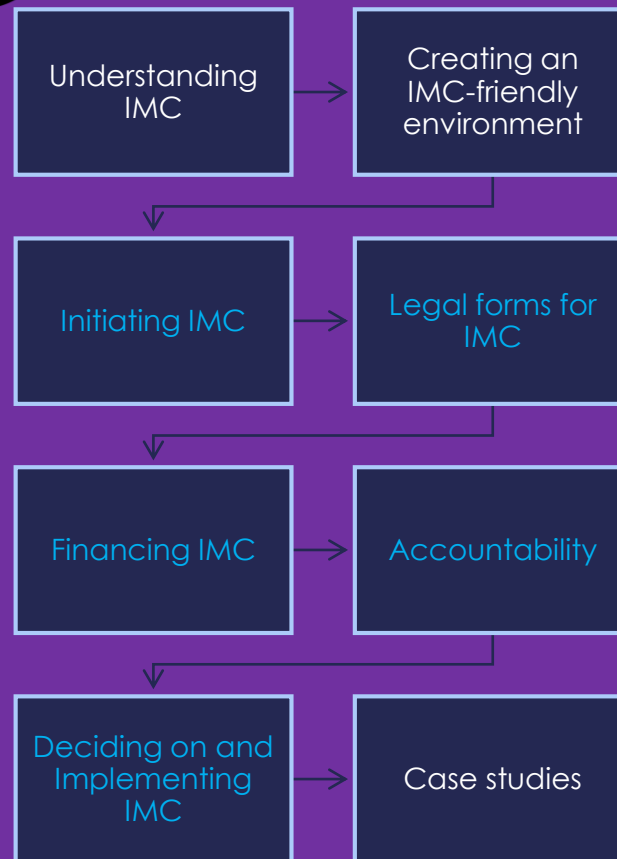 Understanding
IMC
Creating an
IMC-friendly
environment
Initiating IMC
Legal forms for
IMC
Financing IMC
Accountability
Deciding on and
Implementing
IMC
Case studies